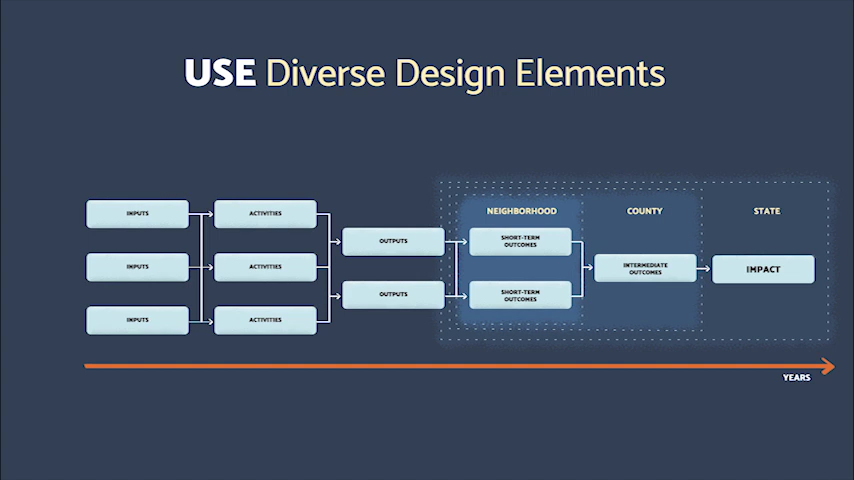 USE Diverse Design Elements
NEIGHBORHOOD
COUNTY
STATE
INPUTS
ACTIVITIES
INPUTS
ACTIVITIES
INPUTS
ACTIVITIES
OUTPUTS
OUTPUTS
SHORT-TERM
OUTCOMES
SHORT-TERM
OUTCOMES
INTERMEDIATE
OUTCOMES
IMPACT
YEARS